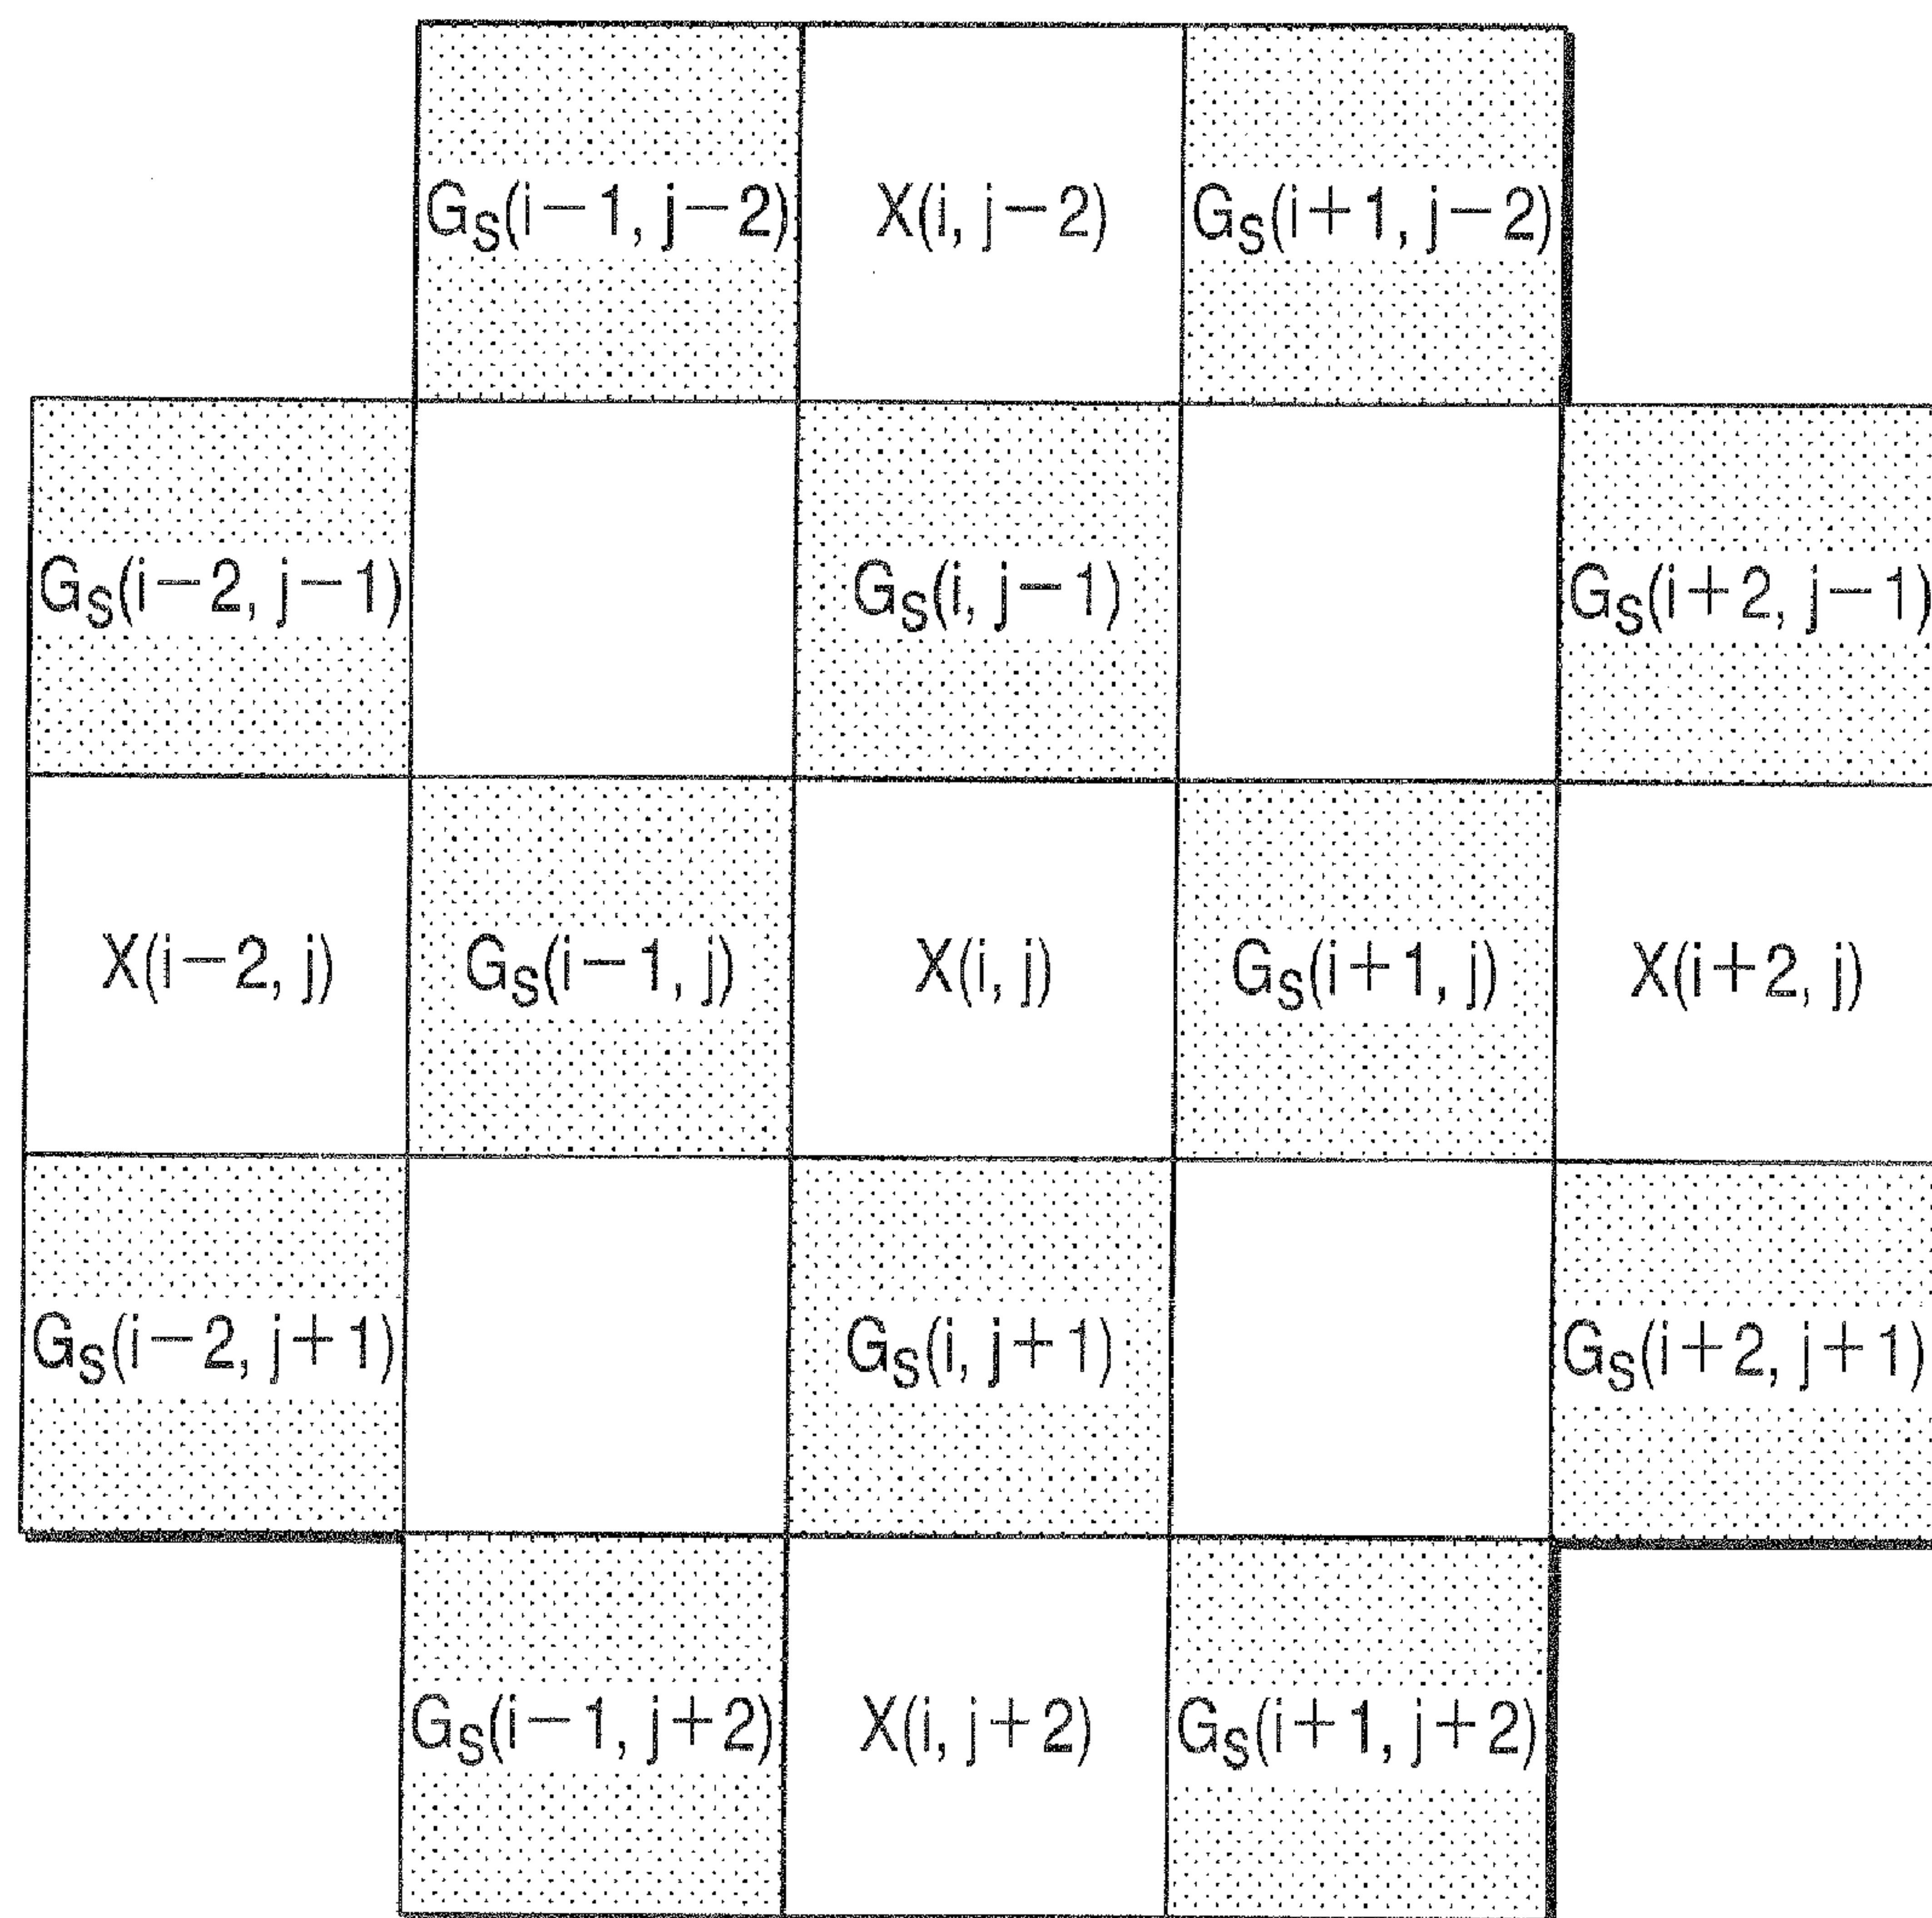 GS(i−1, j−2) X(i, j−2) GS(i+1, j−2)
GS(i−2, j−1) GS(i, j−1) GS(i+2, j−1)
X(i−2, j) GS(i−1, j) X(i, j) GS(i+1, j) X(i+2, j)
GS(i−2, j+1) GS(i, j+1) GS(i+2, j+1)
GS(i−1, j+2) X(i, j+2) GS(i+1, j+2)